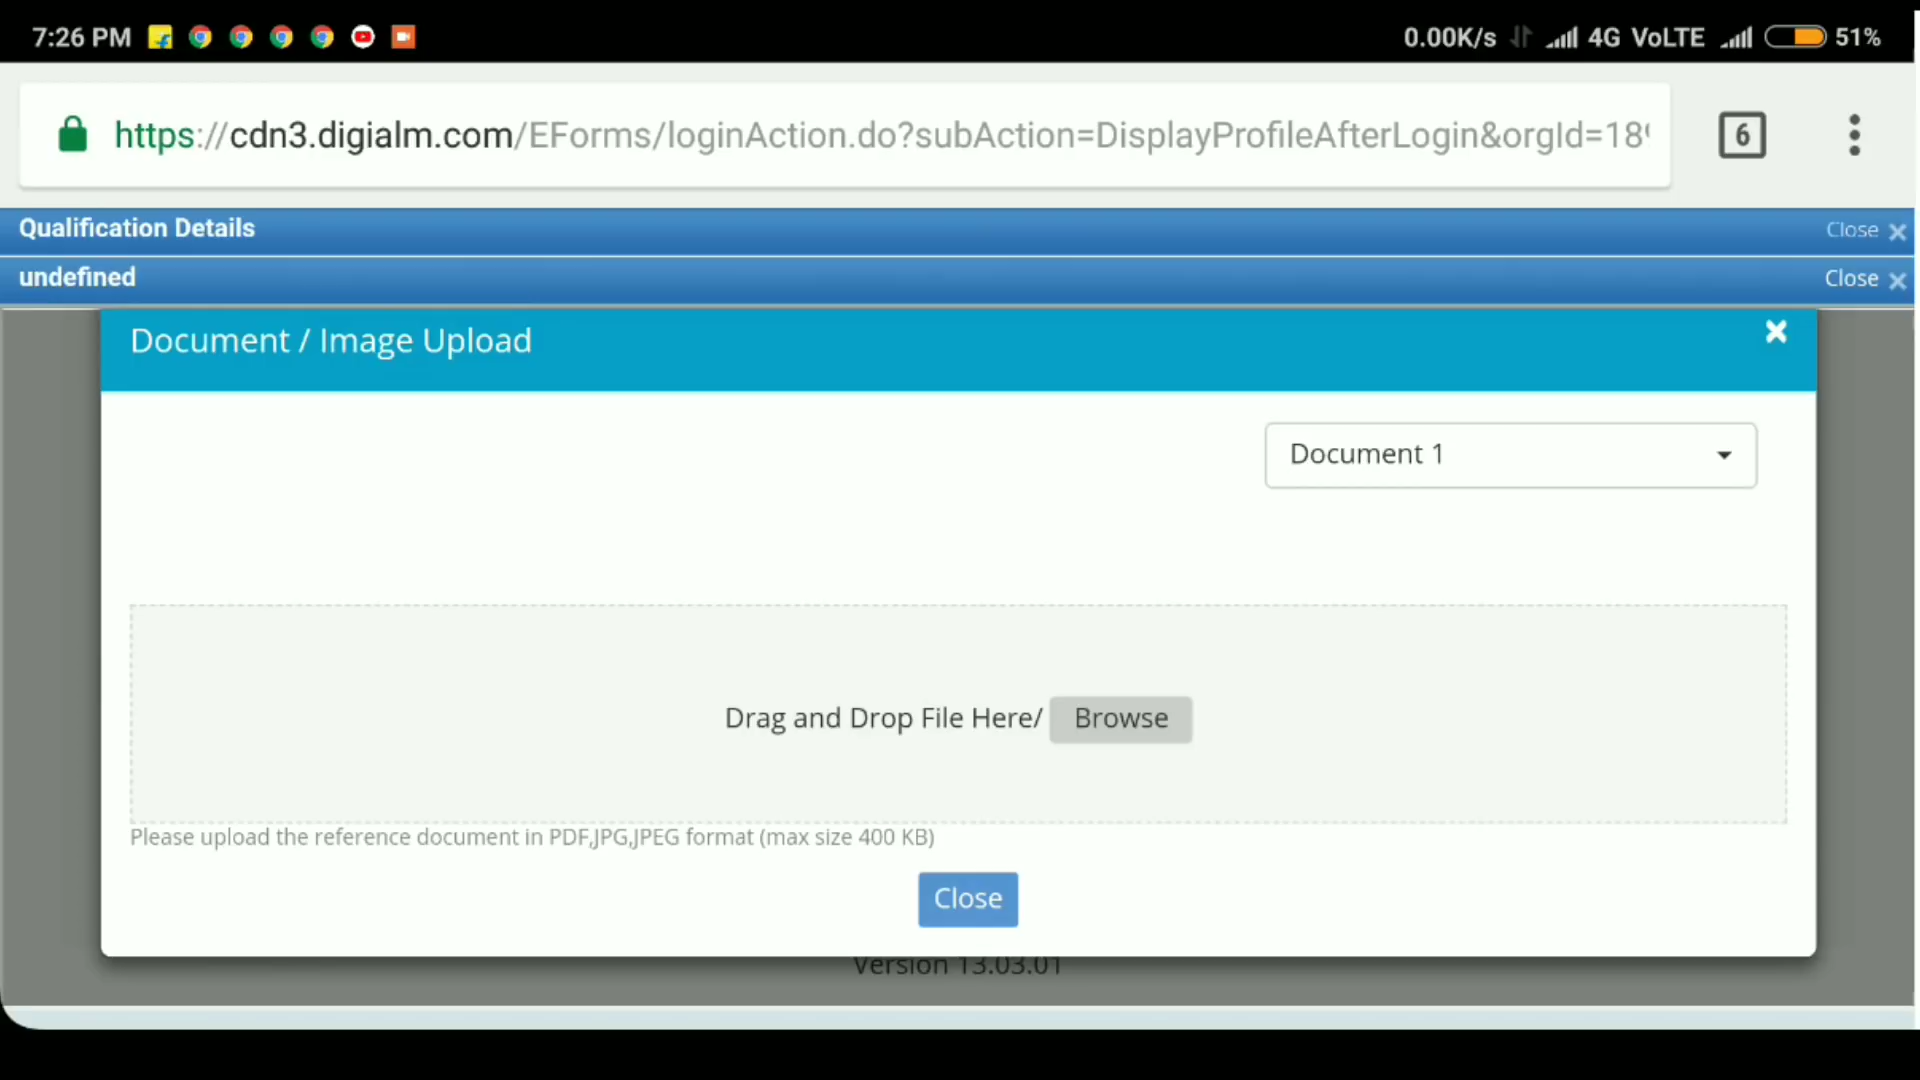 7:26 PM 0.00K/s 4G VoLTE 51%
https://cdn3.digialm.com/EForms/loginAction.do?subAction=DisplayProfileAfterLogin&orgId=18 6
Qualification Details Close
undefined Close
Document / Image Upload
Document 1
Drag and Drop File Here/ Browse
Please upload the reference document in PDF,JPG,JPEG format (max size 400 KB)
Close
Version 13.03.01